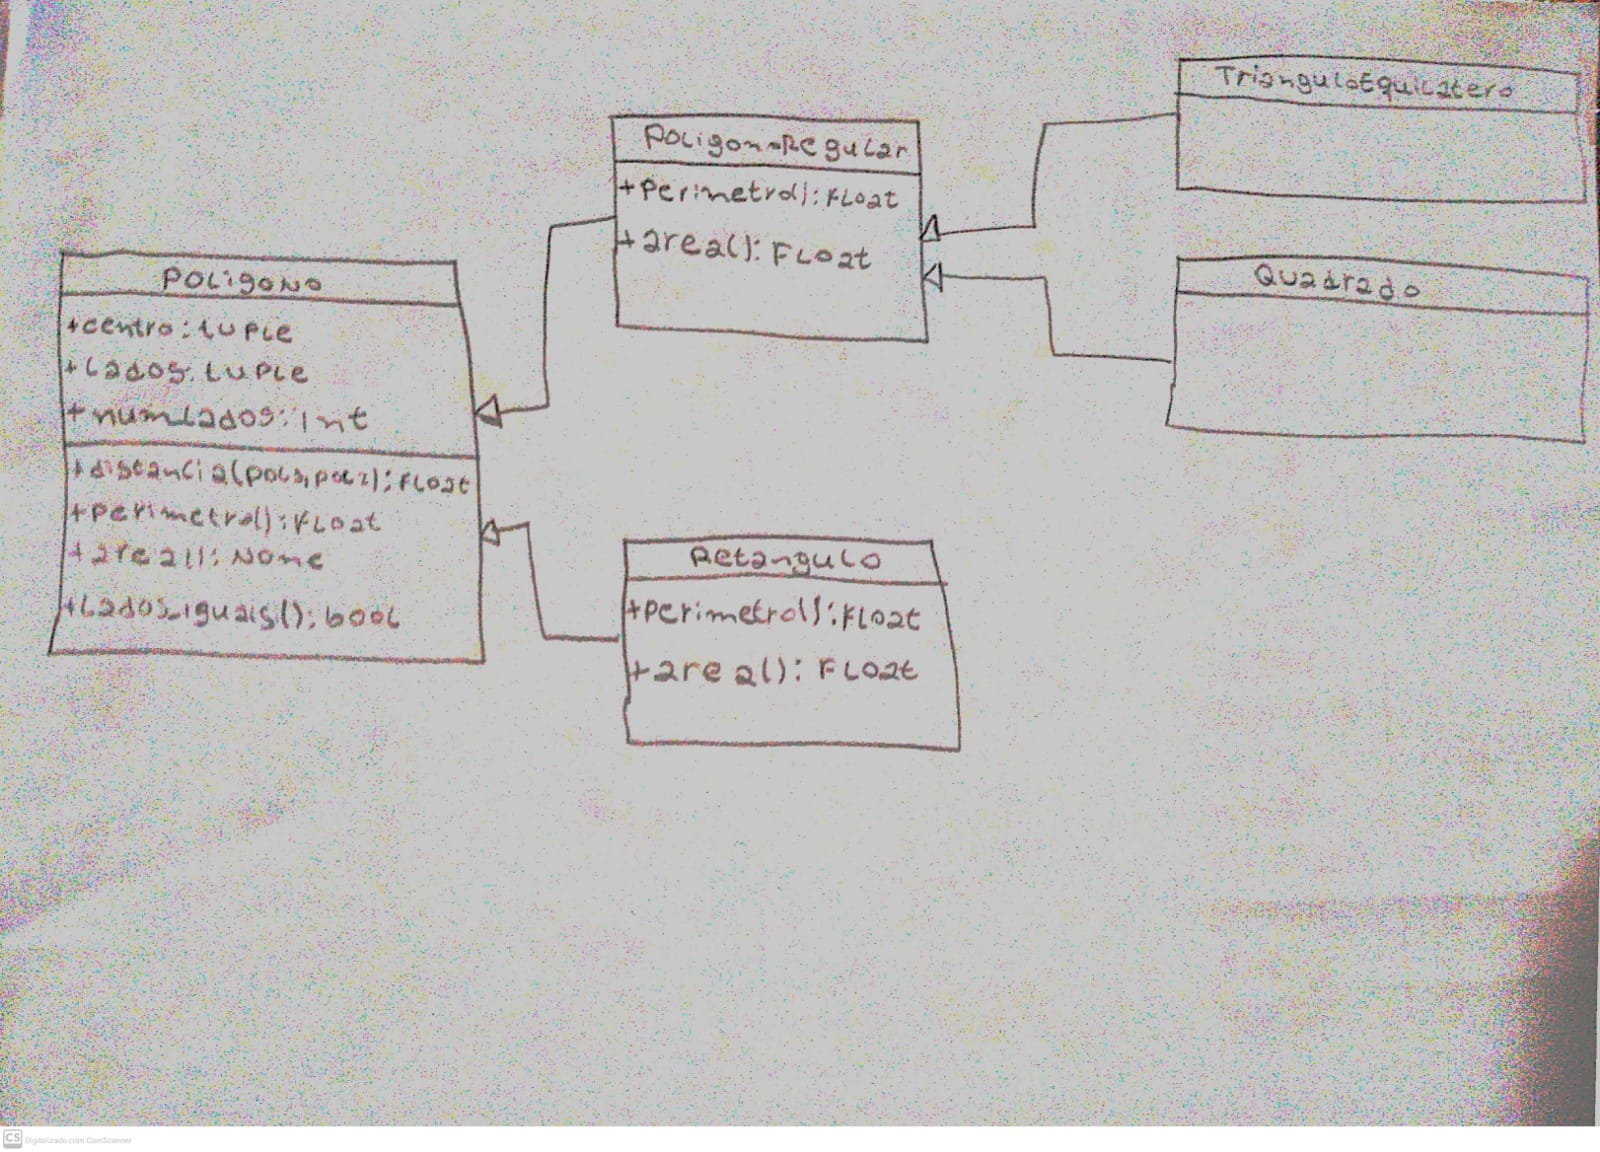 Poligono
+centro: tuple
+Lados: tuple
+numLados: int
+distancia(pol1,pol2): Float
+perimetro(): Float
+area(): None
+Lados_iguais(): bool
PoligonoRegular
+Perimetro(): Float
+area(): Float
Retangulo
+perimetro(): Float
+area(): Float
TrianguloEquilatero
Quadrado
CS Digitalizado com CamScanner